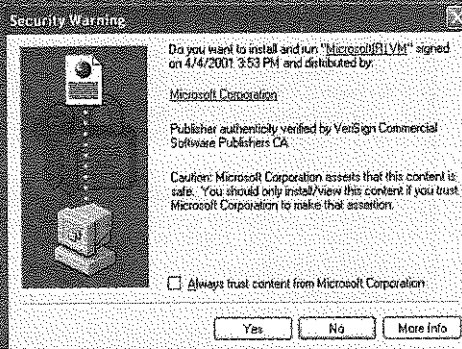 Security Warning
Do you want to install and run "Microsoft(R) VM" signed
on 4/4/2001 3:53 PM and distributed by:
Microsoft Corporation
Publisher authenticity verified by VeriSign Commercial
Software Publishers CA
Caution: Microsoft Corporation asserts that this content is
safe. You should only install/view this content if you trust
Microsoft Corporation to make that assertion.
Always trust content from Microsoft Corporation
Yes
No
More Info